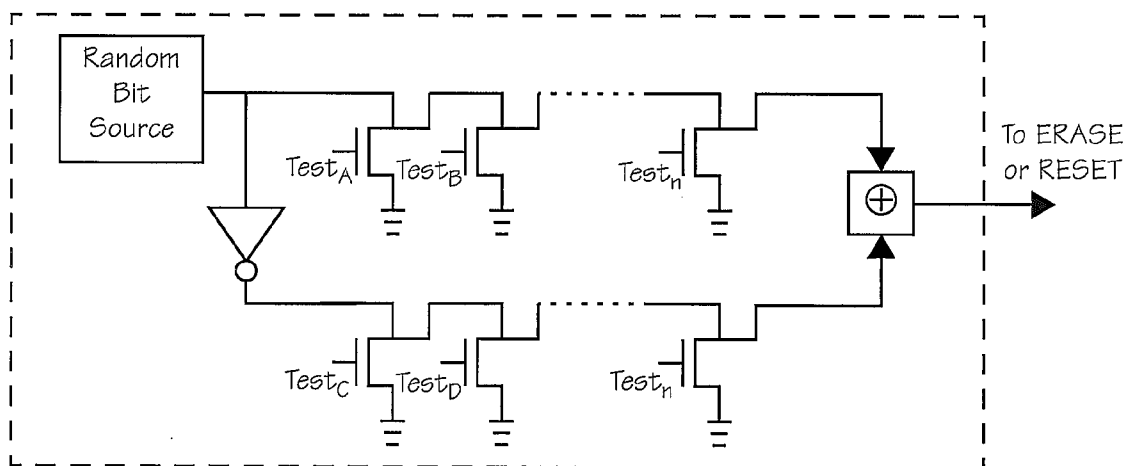 Random
Bit
Source
Test_A
Test_B
Test_n
To ERASE
or RESET
Test_C
Test_D
Test_n